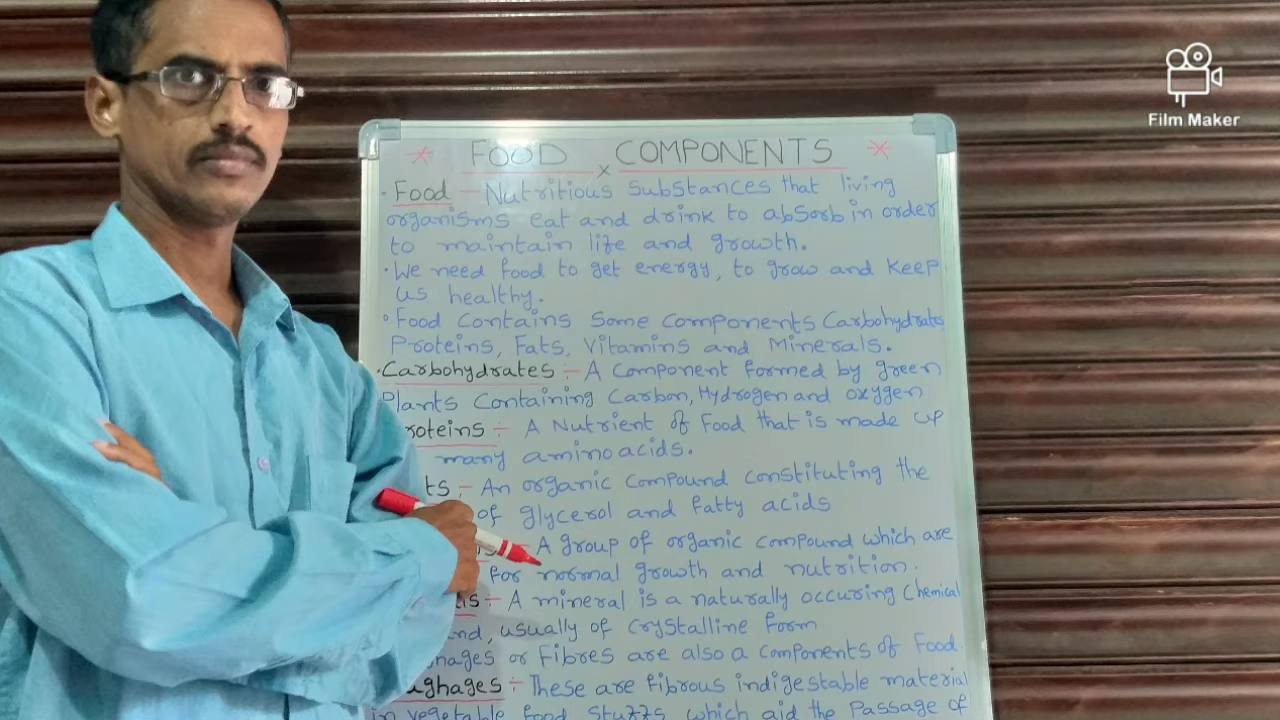 Film Maker
* FOOD x COMPONENTS *
• Food :- Nutritious substances that living
organisms eat and drink to absorb in order
to maintain life and growth.
• We need food to get energy, to grow and keep
us healthy.
• Food contains some components Carbohydrates
Proteins, Fats, Vitamins and Minerals.
• Carbohydrates :- A component formed by green
Plants containing Carbon, Hydrogen and oxygen
roteins :- A Nutrient of Food that is made up
many aminoacids.
ts :- An organic compound constituting the
of glycerol and fatty acids
:- A group of organic compound which are
for normal growth and nutrition.
ls :- A mineral is a naturally occuring Chemical
nd, usually of crystalline form
hages or Fibres are also a components of Food
aghages :- These are fibrous indigestable material
in vegetable food stuffs which aid the Passage of